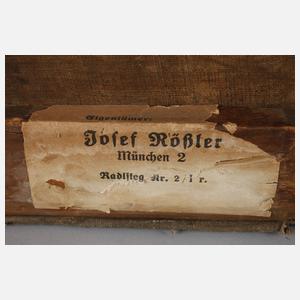 Eigentümer:
Josef Rößler
München 2
Radlsteg Nr. 2/I r.